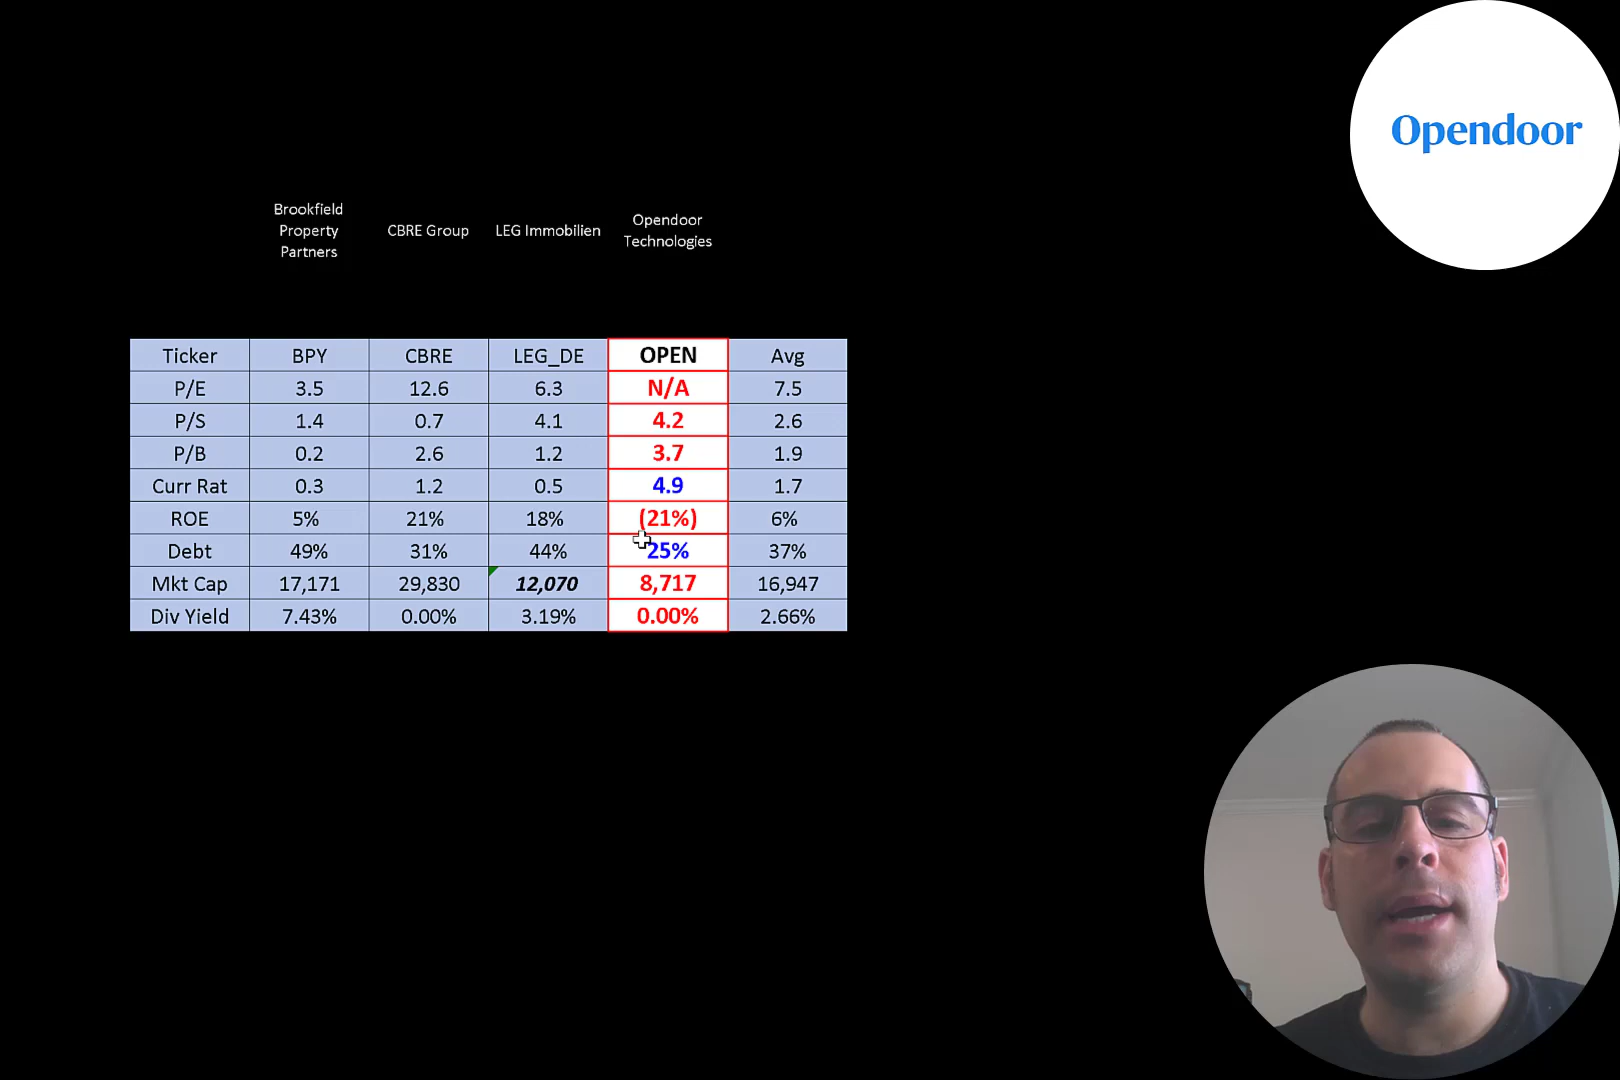 Opendoor
Brookfield
Property
Partners
CBRE Group
LEG Immobilien
Opendoor
Technologies
Ticker BPY CBRE LEG_DE OPEN Avg
P/E 3.5 12.6 6.3 N/A 7.5
P/S 1.4 0.7 4.1 4.2 2.6
P/B 0.2 2.6 1.2 3.7 1.9
Curr Rat 0.3 1.2 0.5 4.9 1.7
ROE 5% 21% 18% (21%) 6%
Debt 49% 31% 44% 25% 37%
Mkt Cap 17,171 29,830 12,070 8,717 16,947
Div Yield 7.43% 0.00% 3.19% 0.00% 2.66%